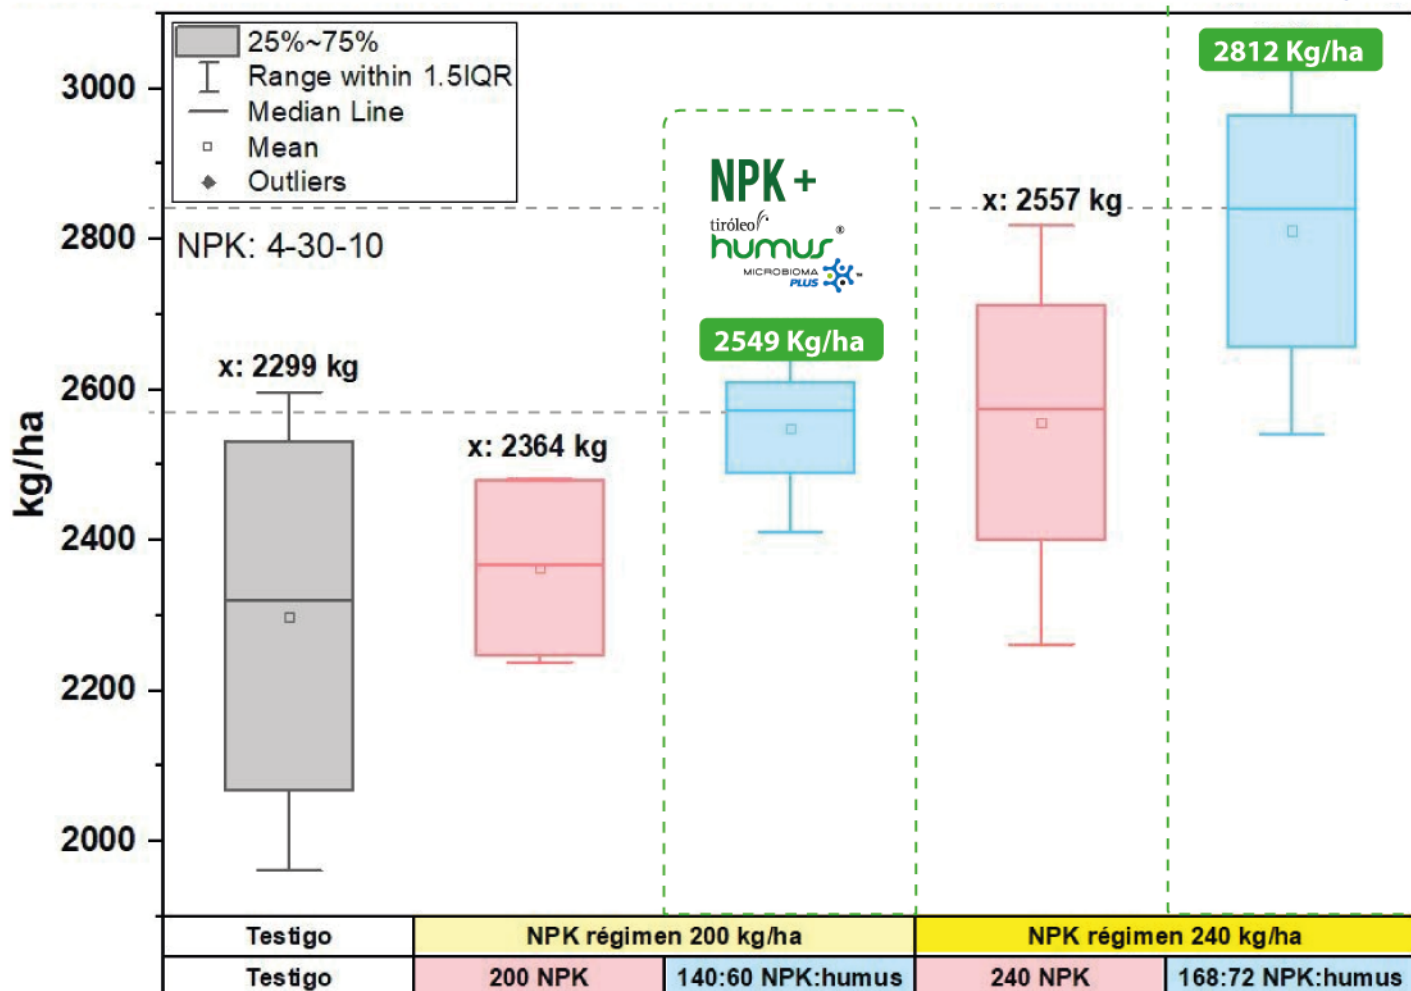 25%~75%
Range within 1.5IQR
Median Line
Mean
Outliers
NPK: 4-30-10
kg/ha
3000
2800
2600
2400
2200
2000
x: 2299 kg
x: 2364 kg
NPK +
tiróleo
humus®
MICROBIOMA
PLUS™
2549 Kg/ha
x: 2557 kg
2812 Kg/ha
Testigo NPK régimen 200 kg/ha NPK régimen 240 kg/ha
Testigo 200 NPK 140:60 NPK:humus 240 NPK 168:72 NPK:humus